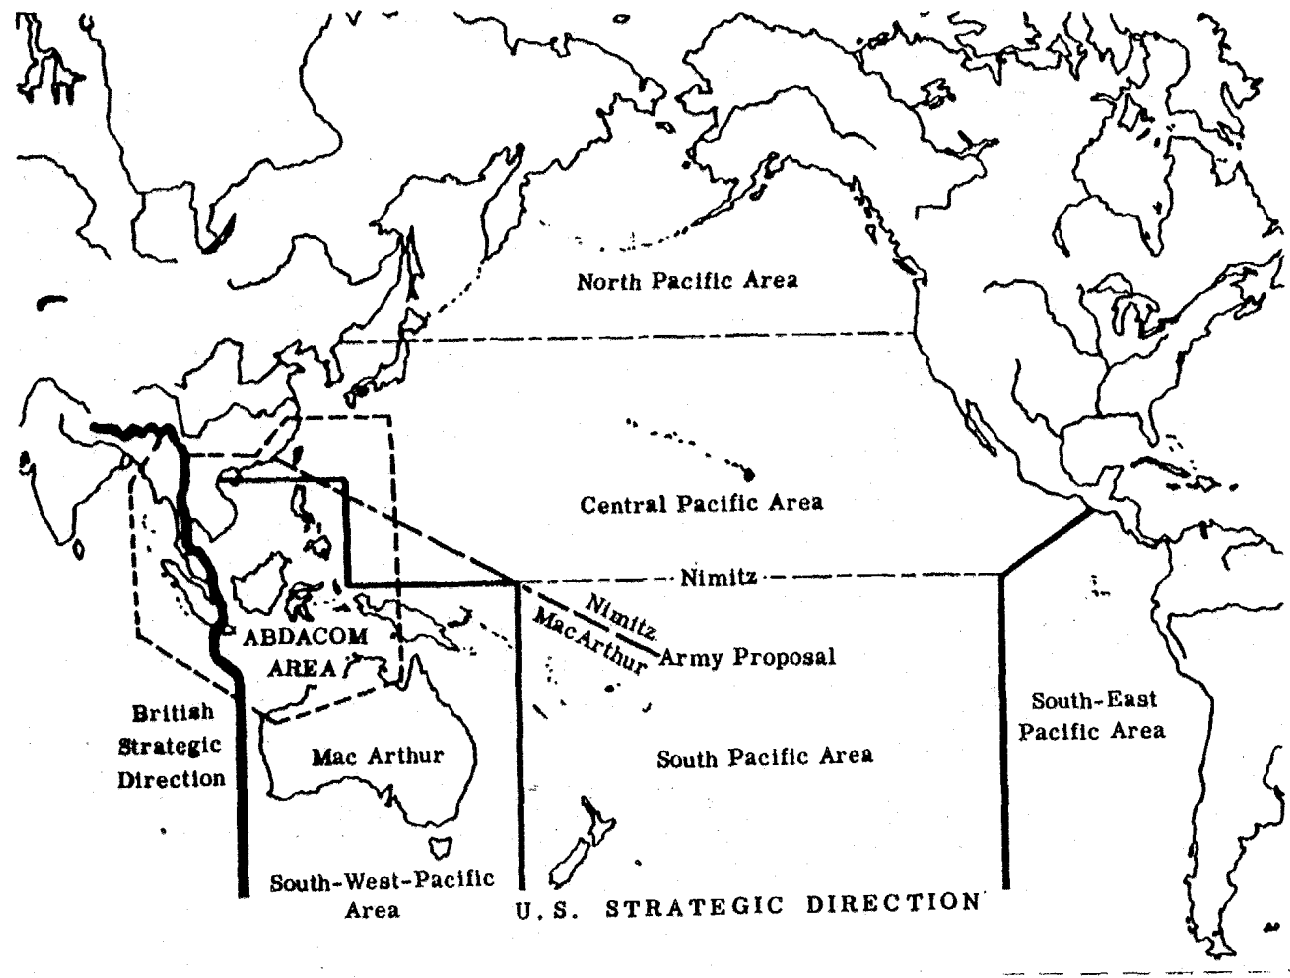 North Pacific Area
Central Pacific Area
Nimitz
Nimitz
MacArthur
Army Proposal
ABDACOM
AREA
British
Strategic
Direction
Mac Arthur
South Pacific Area
South-East
Pacific Area
South-West-Pacific
Area
U.S. STRATEGIC DIRECTION